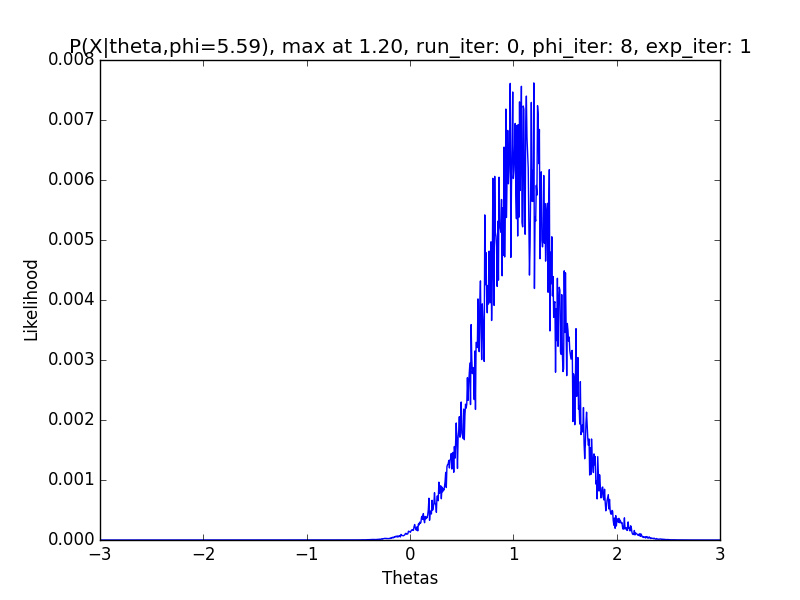 P(X|theta,phi=5.59), max at 1.20, run_iter: 0, phi_iter: 8, exp_iter: 1
0.008
0.007
0.006
0.005
0.004
0.003
0.002
0.001
0.000
Likelihood
−3 −2 −1 0 1 2 3
Thetas